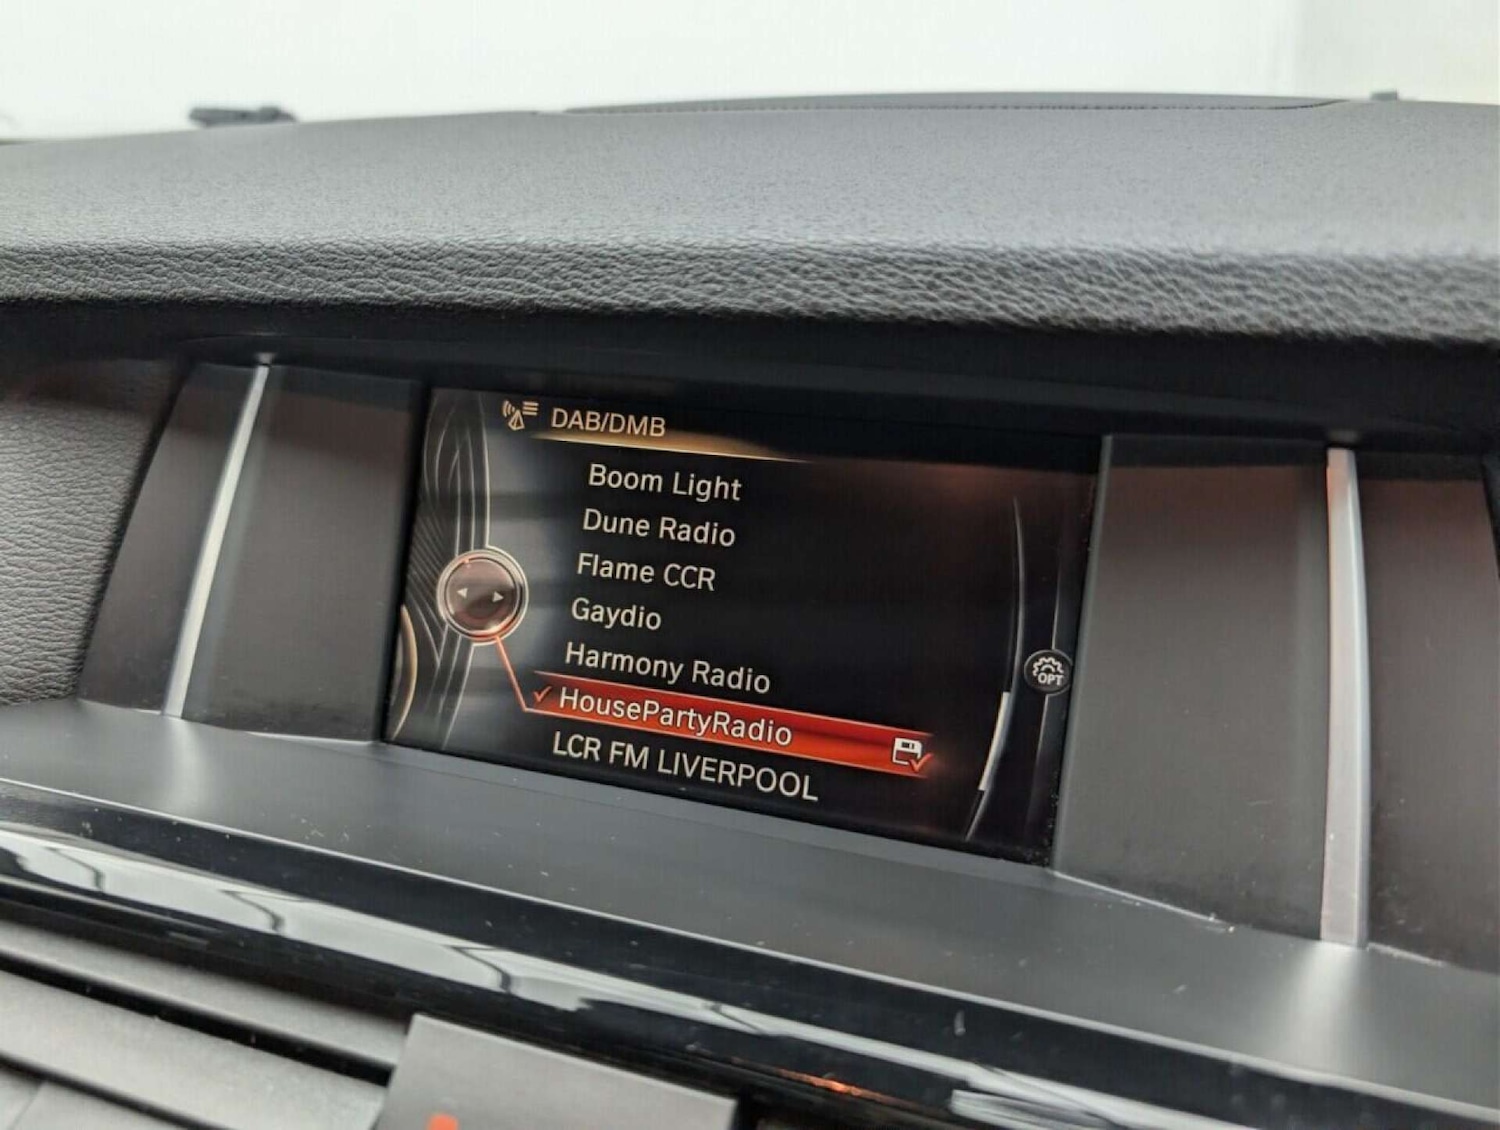 DAB/DMB
Boom Light
Dune Radio
Flame CCR
Gaydio
Harmony Radio
HousePartyRadio
LCR FM LIVERPOOL
OPT